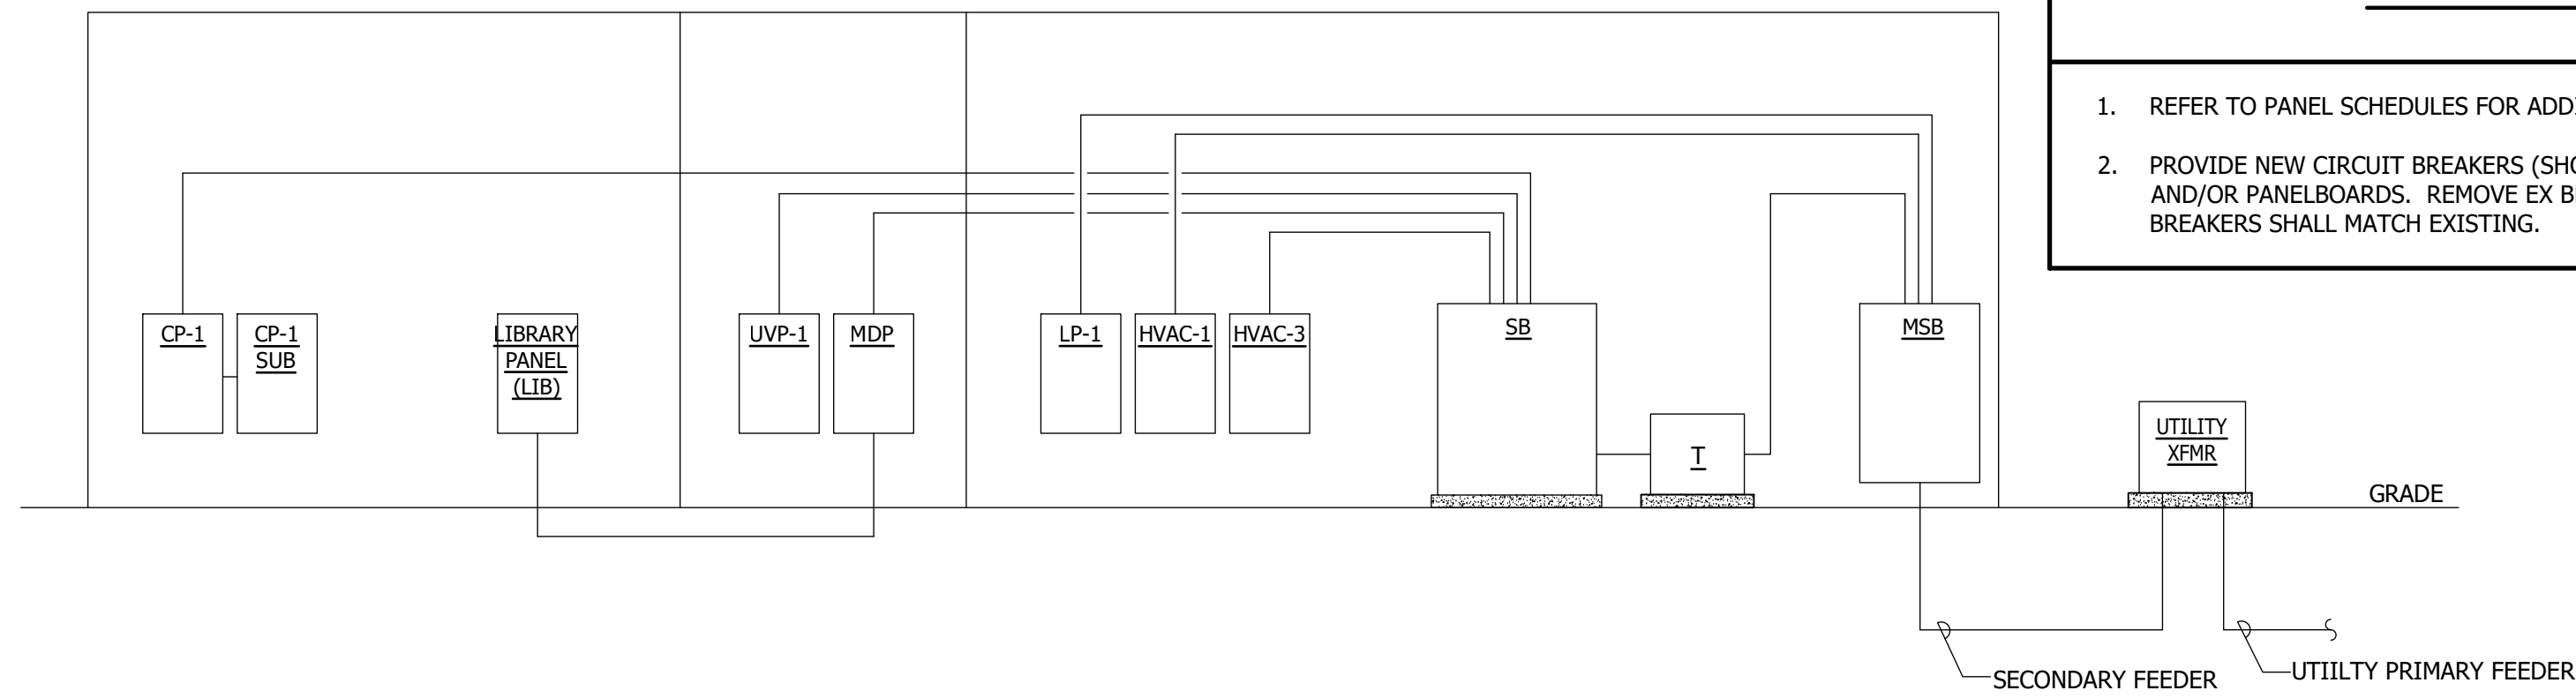 1. REFER TO PANEL SCHEDULES FOR
2. PROVIDE NEW CIRCUIT BREAKERS
AND/OR PANELBOARDS. REMOVE EX
BREAKERS SHALL MATCH EXISTING.
CP-1
CP-1
SUB
LIBRARY
PANEL
(LIB)
UVP-1
MDP
LP-1
HVAC-1
HVAC-3
SB
T
MSB
UTILITY
XFMR
GRADE
SECONDARY FEEDER
UTIILTY PRIMARY FEEDER